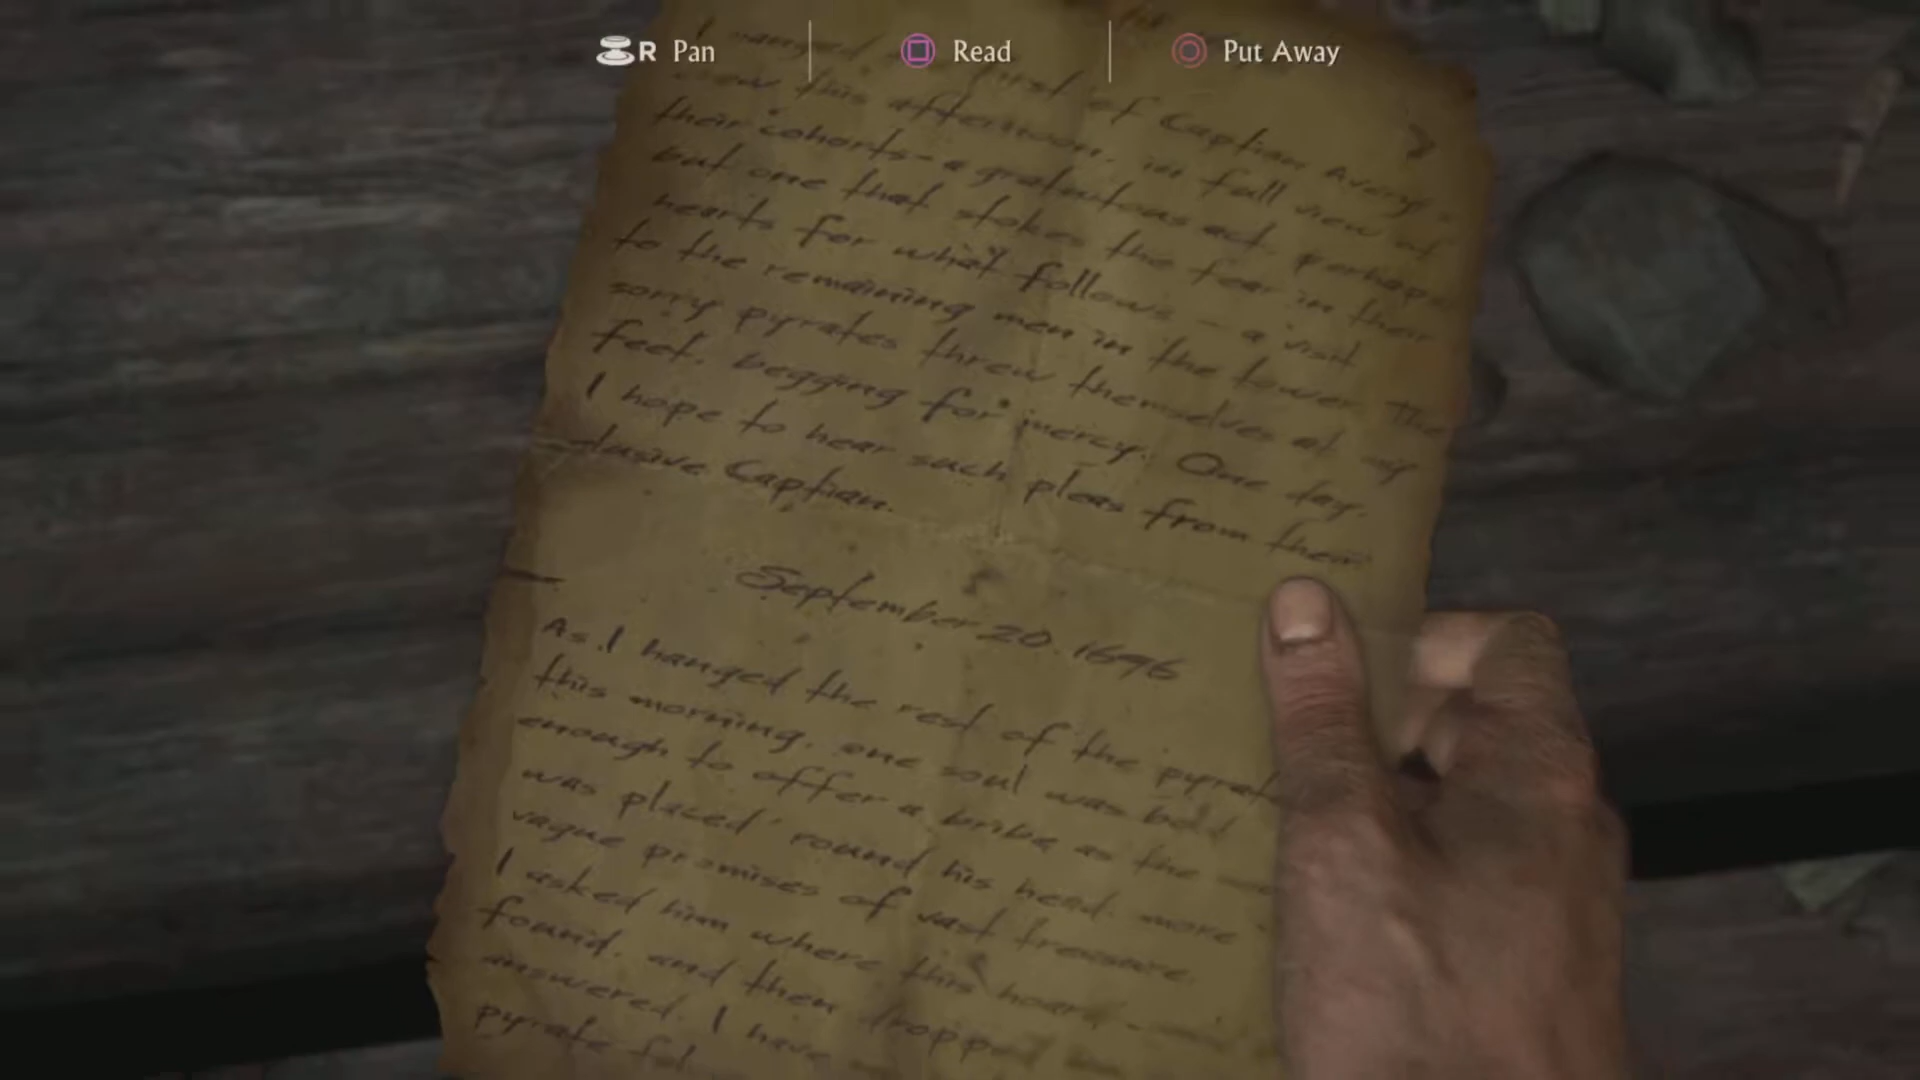 R Pan
Read
Put Away
I hanged first of Captian Avery's
crew this afternoon, in full view of
their cohorts - a gratuitous act, perhaps
but one that stokes the fear in their
hearts for what follows - a visit
to the remaining men in the tower. The
sorry pyrates threw themselves at my
feet, begging for mercy. One day,
I hope to hear such pleas from their
elusive Captian.
September 20, 1696
As I hanged the rest of the
this morning, one soul was bold
enough to offer a bribe as the
was placed 'round his head. more
vague promises of vast treasure.
I asked him where this hoard
found, and then dropped
answered. I have
pyrate